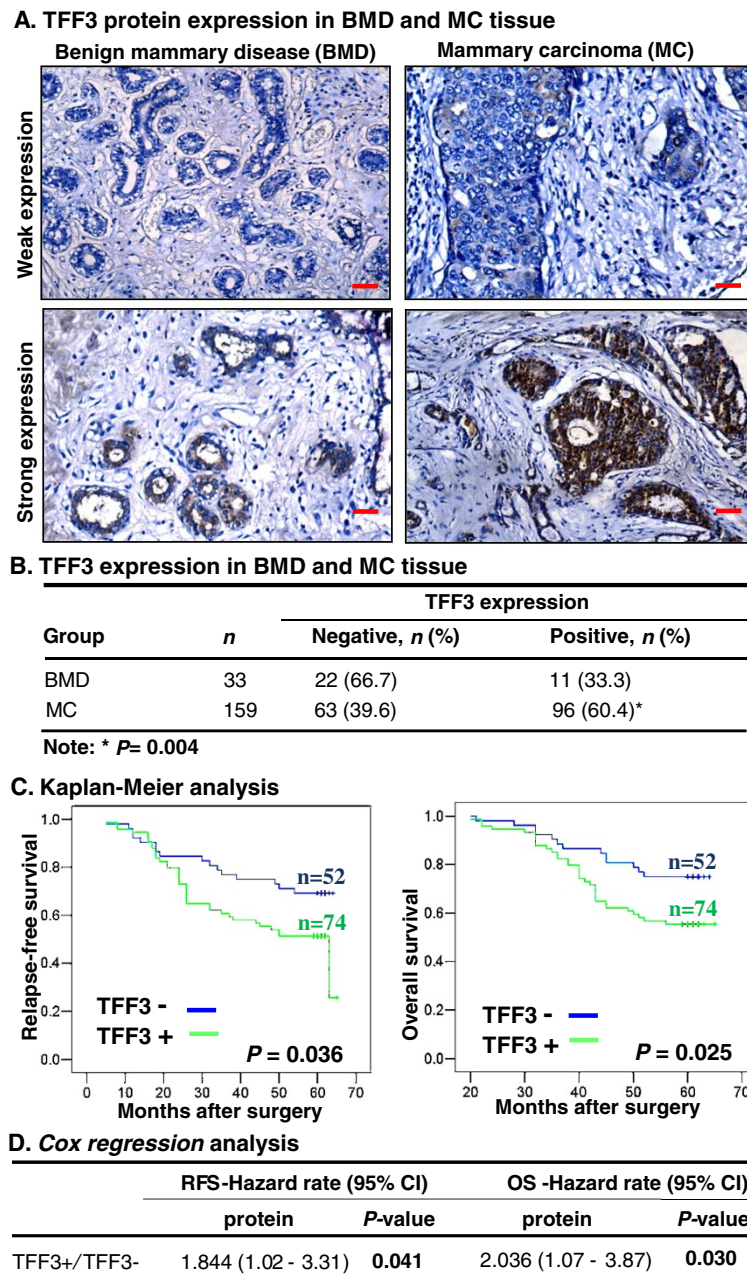 A. TFF3 protein expression in BMD and MC tissue
Benign mammary disease (BMD) Mammary carcinoma (MC)
Weak expression
Strong expression
B. TFF3 expression in BMD and MC tissue
TFF3 expression
Group n Negative, n (%) Positive, n (%)
BMD 33 22 (66.7) 11 (33.3)
MC 159 63 (39.6) 96 (60.4)*
Note: * P= 0.004
C. Kaplan-Meier analysis
Relapse-free survival
1.0
0.8
0.6
0.4
0.2
0.0
n=52
n=74
TFF3 -
TFF3 +
P = 0.036
0 10 20 30 40 50 60 70
Months after surgery
Overall survival
1.0
0.8
0.6
0.4
0.2
0.0
n=52
n=74
TFF3 -
TFF3 +
P = 0.025
20 30 40 50 60 70
Months after surgery
D. Cox regression analysis
RFS-Hazard rate (95% CI) OS -Hazard rate (95% CI)
protein P-value protein P-value
TFF3+/TFF3- 1.844 (1.02 - 3.31) 0.041 2.036 (1.07 - 3.87) 0.030